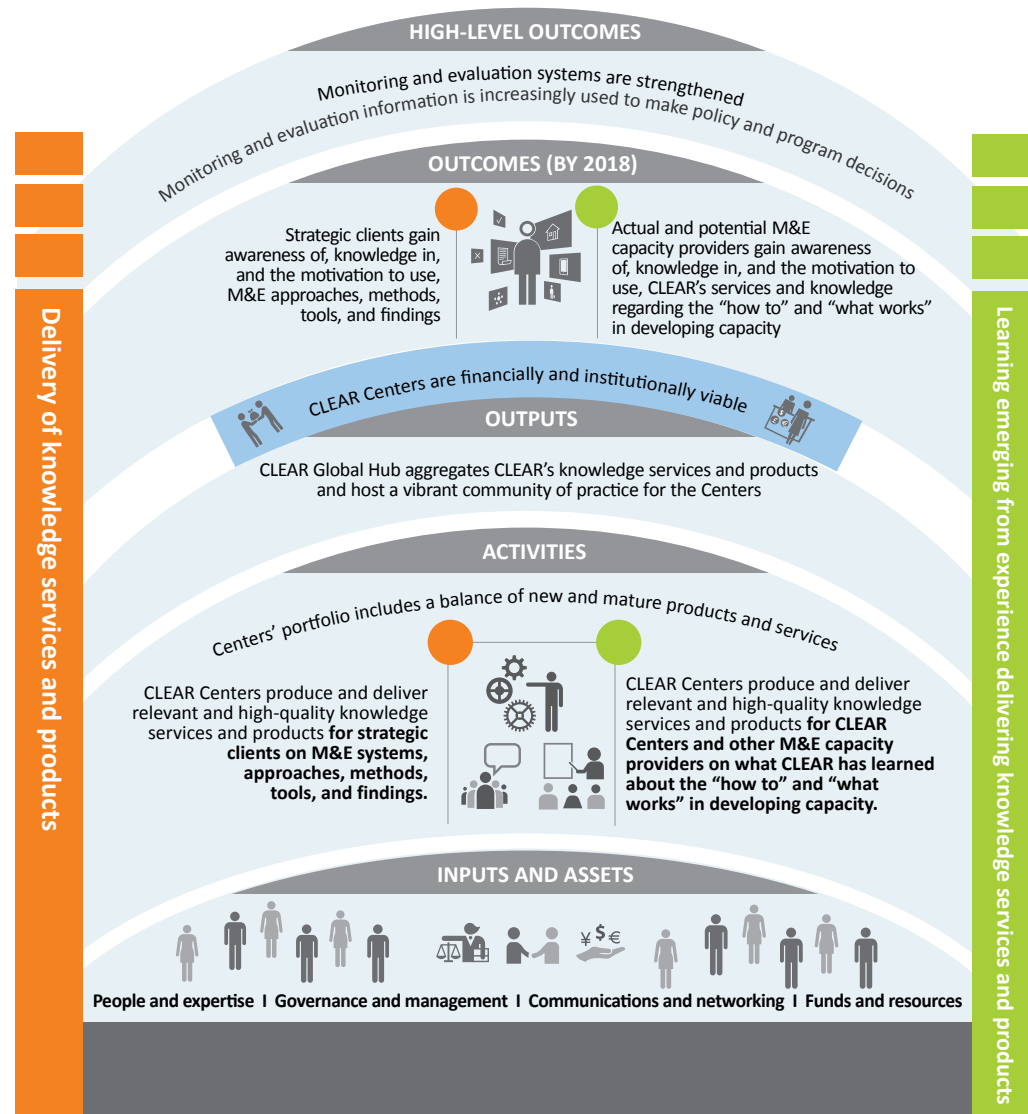 HIGH-LEVEL OUTCOMES
Monitoring and evaluation systems are strengthened
Monitoring and evaluation information is increasingly used to make policy and program decisions
OUTCOMES (BY 2018)
Strategic clients gain
awareness of, knowledge in,
and the motivation to use,
M&E approaches, methods,
tools, and findings
Actual and potential M&E
capacity providers gain awareness
of, knowledge in, and the motivation to
use, CLEAR’s services and knowledge
regarding the “how to” and “what works”
in developing capacity
CLEAR Centers are financially and institutionally viable
OUTPUTS
CLEAR Global Hub aggregates CLEAR’s knowledge services and products
and host a vibrant community of practice for the Centers
ACTIVITIES
Centers’ portfolio includes a balance of new and mature products and services
CLEAR Centers produce and deliver
relevant and high-quality knowledge
services and products for strategic
clients on M&E systems,
approaches, methods,
tools, and findings.
CLEAR Centers produce and deliver
relevant and high-quality knowledge
services and products for CLEAR
Centers and other M&E capacity
providers on what CLEAR has learned
about the “how to” and “what
works” in developing capacity.
INPUTS AND ASSETS
¥ $ €
People and expertise I Governance and management I Communications and networking I Funds and resources
Delivery of knowledge services and products
Learning emerging from experience delivering knowledge services and products